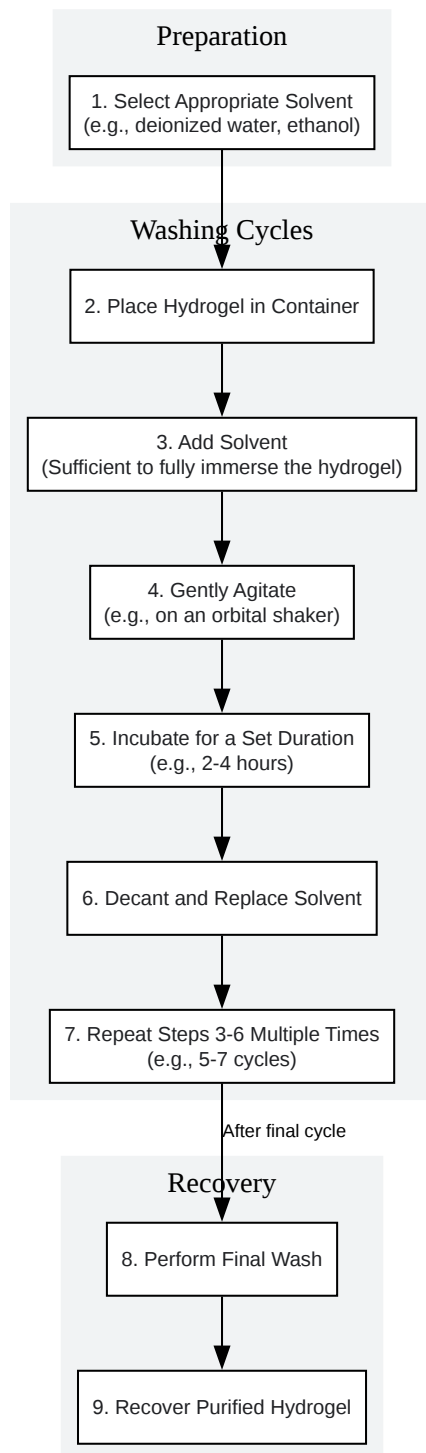 Preparation
1. Select Appropriate Solvent
(e.g., deionized water, ethanol)
Washing Cycles
2. Place Hydrogel in Container
3. Add Solvent
(Sufficient to fully immerse the hydrogel)
4. Gently Agitate
(e.g., on an orbital shaker)
5. Incubate for a Set Duration
(e.g., 2-4 hours)
6. Decant and Replace Solvent
7. Repeat Steps 3-6 Multiple Times
(e.g., 5-7 cycles)
After final cycle
Recovery
8. Perform Final Wash
9. Recover Purified Hydrogel